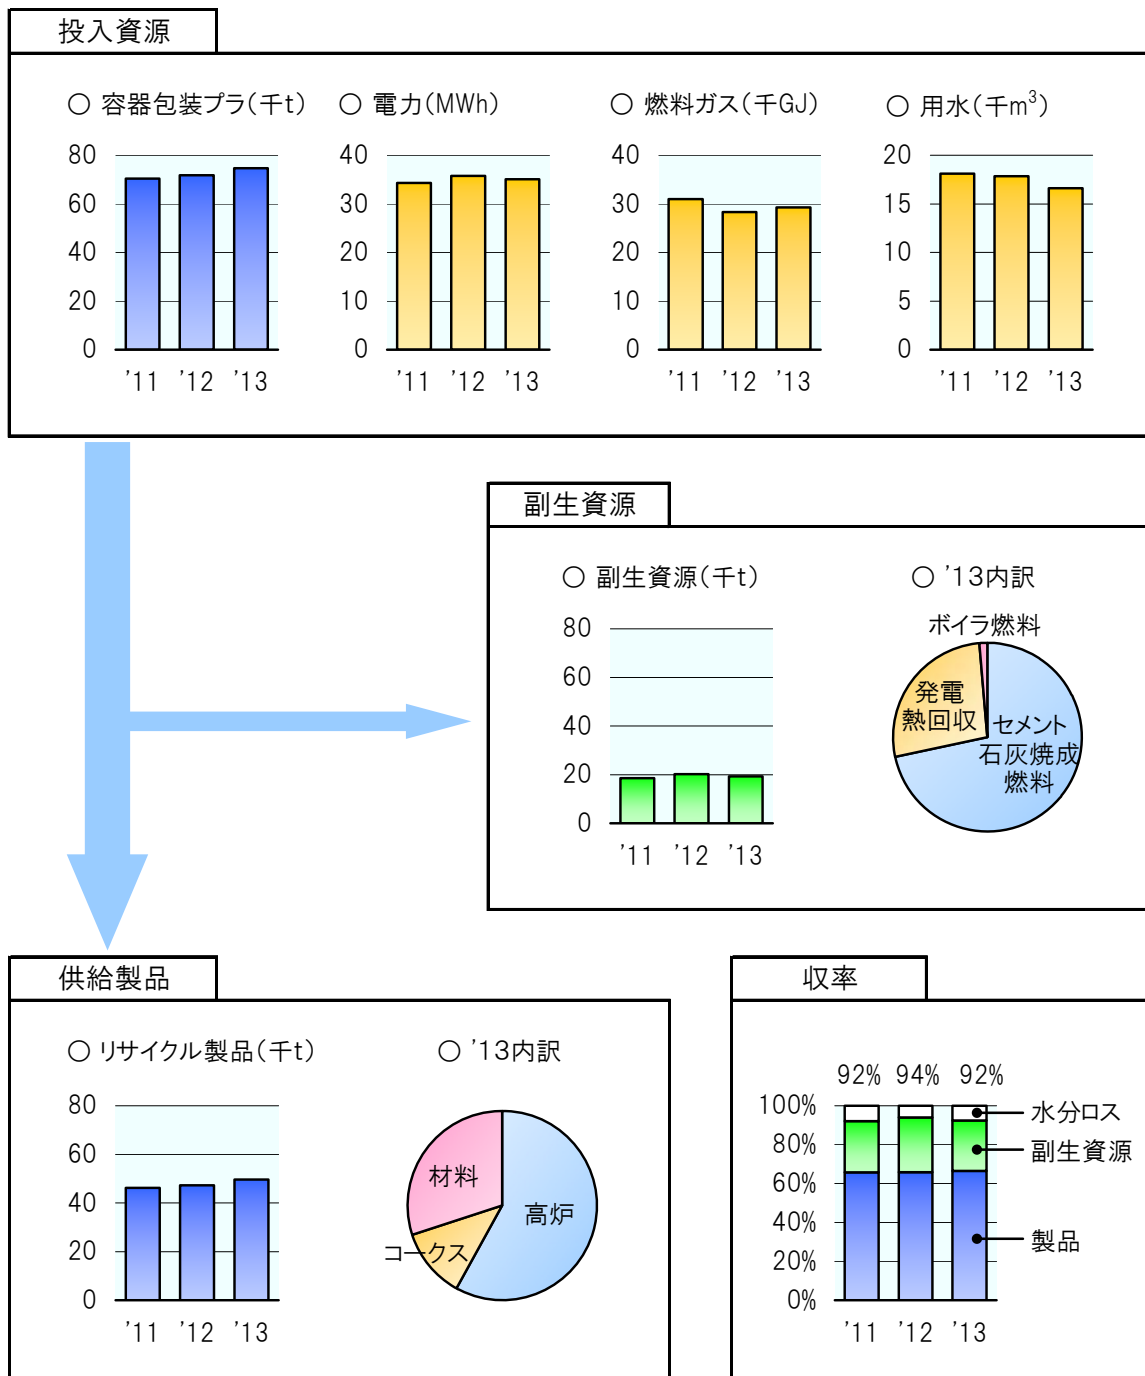 投入資源
○ 容器包装プラ(千t)
80
60
40
20
0
'11 '12 '13
○ 電力(MWh)
40
30
20
10
0
'11 '12 '13
○ 燃料ガス(千GJ)
40
30
20
10
0
'11 '12 '13
○ 用水(千m³)
20
15
10
5
0
'11 '12 '13
副生資源
○ 副生資源(千t)
80
60
40
20
0
'11 '12 '13
○ '13内訳
ボイラ燃料
発電
熱回収
セメント
石灰焼成
燃料
供給製品
○ リサイクル製品(千t)
80
60
40
20
0
'11 '12 '13
○ '13内訳
材料
高炉
コークス
収率
92% 94% 92%
100%
80%
60%
40%
20%
0%
'11 '12 '13
水分ロス
副生資源
製品